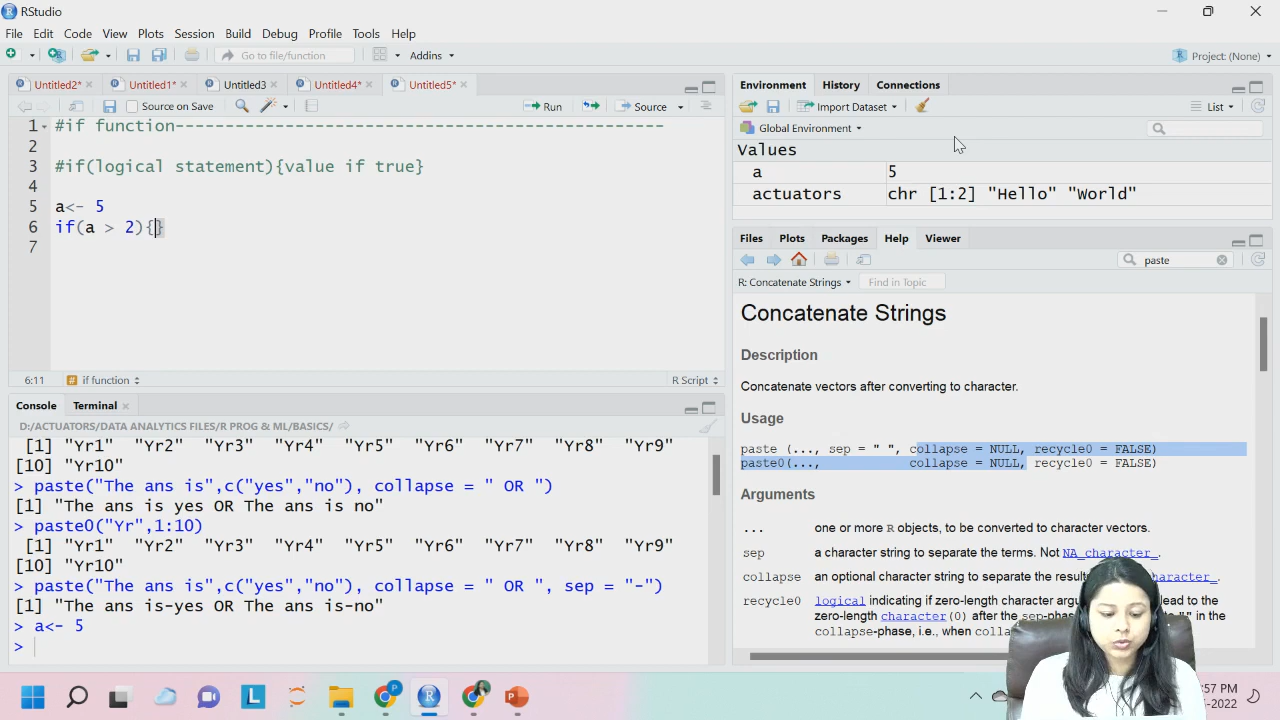 RStudio
File Edit Code View Plots Session Build Debug Profile Tools Help
Go to file/function Addins Project: (None)
Untitled2* Untitled1* Untitled3 Untitled4* Untitled5*
Source on Save Run Source
1 #if function----------------------------------------------
2
3 #if(logical statement){value if true}
4
5 a<- 5
6 if(a > 2){}
7
6:11 # if function R Script
Console Terminal
D:/ACTUATORS/DATA ANALYTICS FILES/R PROG & ML/BASICS/
[1] "Yr1" "Yr2" "Yr3" "Yr4" "Yr5" "Yr6" "Yr7" "Yr8" "Yr9"
[10] "Yr10"
> paste("The ans is",c("yes","no"), collapse = " OR ")
[1] "The ans is yes OR The ans is no"
> paste0("Yr",1:10)
[1] "Yr1" "Yr2" "Yr3" "Yr4" "Yr5" "Yr6" "Yr7" "Yr8" "Yr9"
[10] "Yr10"
> paste("The ans is",c("yes","no"), collapse = " OR ", sep = "-")
[1] "The ans is-yes OR The ans is-no"
> a<- 5
>
Environment History Connections
Import Dataset List
Global Environment
Values
a 5
actuators chr [1:2] "Hello" "World"
Files Plots Packages Help Viewer
paste
R: Concatenate Strings Find in Topic
Concatenate Strings
Description
Concatenate vectors after converting to character.
Usage
paste (..., sep = " ", collapse = NULL, recycle0 = FALSE)
paste0(..., collapse = NULL, recycle0 = FALSE)
Arguments
... one or more R objects, to be converted to character vectors.
sep a character string to separate the terms. Not NA_character_.
collapse an optional character string to separate the haracter_.
recycle0 logical indicating if zero-length character lead to the
zero-length character(0) after the " in the
collapse-phase, i.e., when
:57 PM
-2022